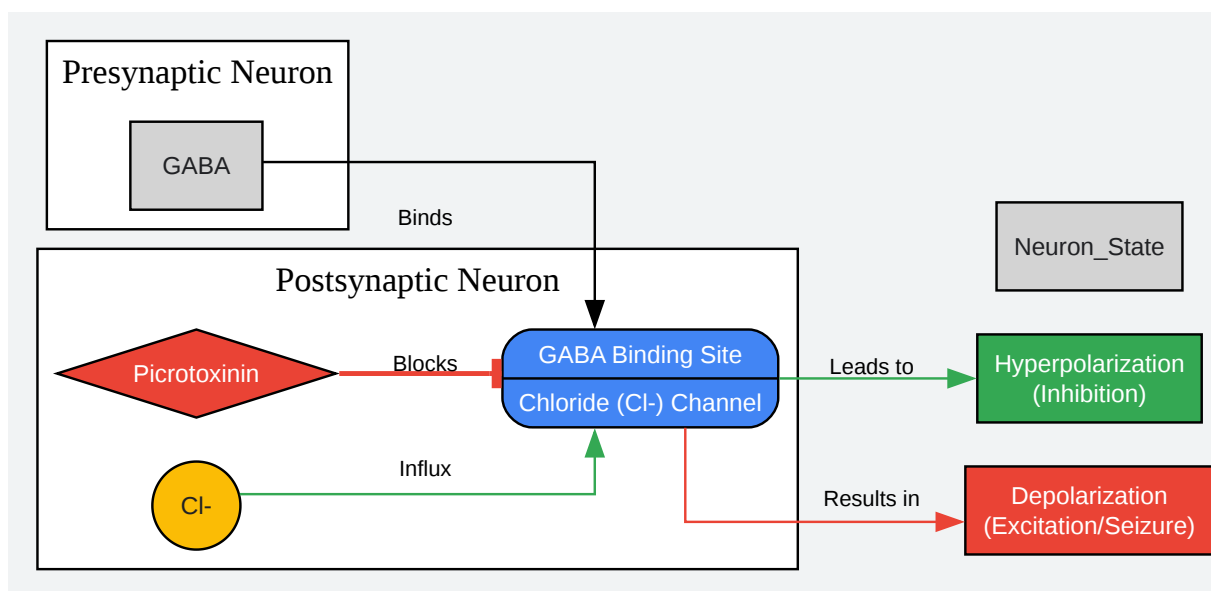 Presynaptic Neuron
GABA
Binds
Neuron_State
Postsynaptic Neuron
Picrotoxinin
Blocks
GABA Binding Site
Chloride (Cl-) Channel
Leads to
Hyperpolarization
(Inhibition)
Cl-
Influx
Results in
Depolarization
(Excitation/Seizure)